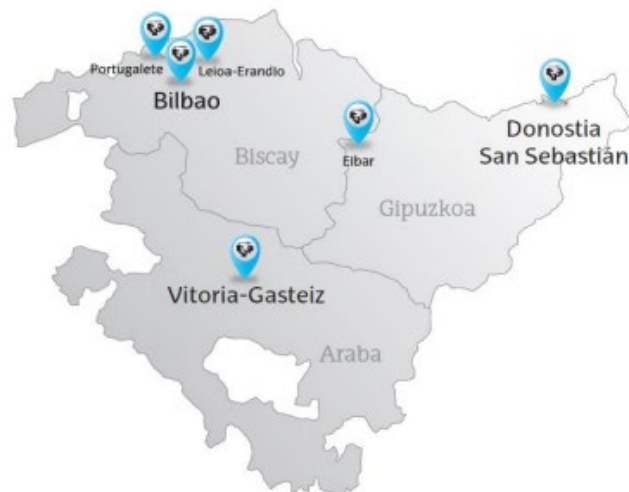 Portugalete
Leioa-Erandio
Bilbao
Biscay
Eibar
Donostia
San Sebastián
Gipuzkoa
Vitoria-Gasteiz
Araba